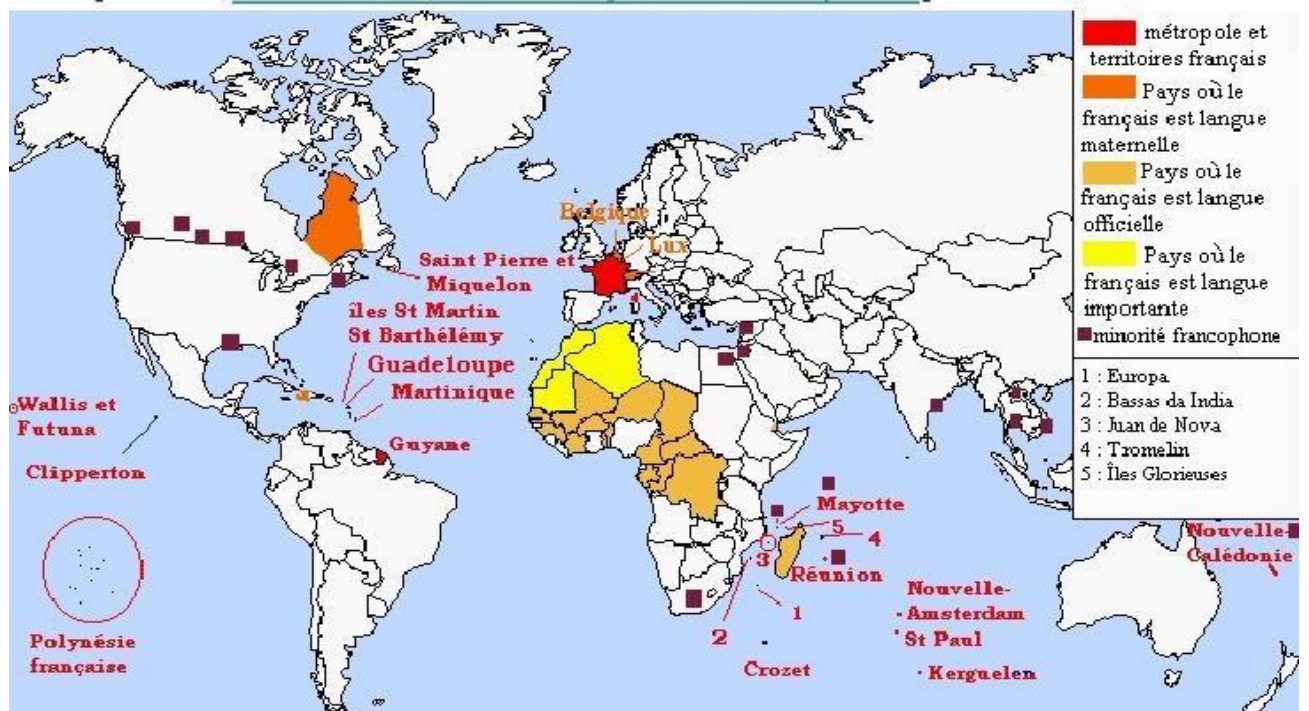 métropole et
territoires français
Pays où le
français est langue
maternelle
Pays où le
français est langue
officielle
Pays où le
français est langue
importante
minorité francophone
1 : Europa
2 : Bassas da India
3 : Juan de Nova
4 : Tromelin
5 : Îles Glorieuses
Belgique
Lux
Saint Pierre et
Miquelon
îles St Martin
St Barthélémy
Guadeloupe
Martinique
Wallis et
Futuna
Clipperton
Guyane
Polynésie
française
Mayotte
5
4
3
Réunion
1
2
Crozet
Nouvelle-
Amsterdam
St Paul
Kerguelen
Nouvelle-
Calédonie